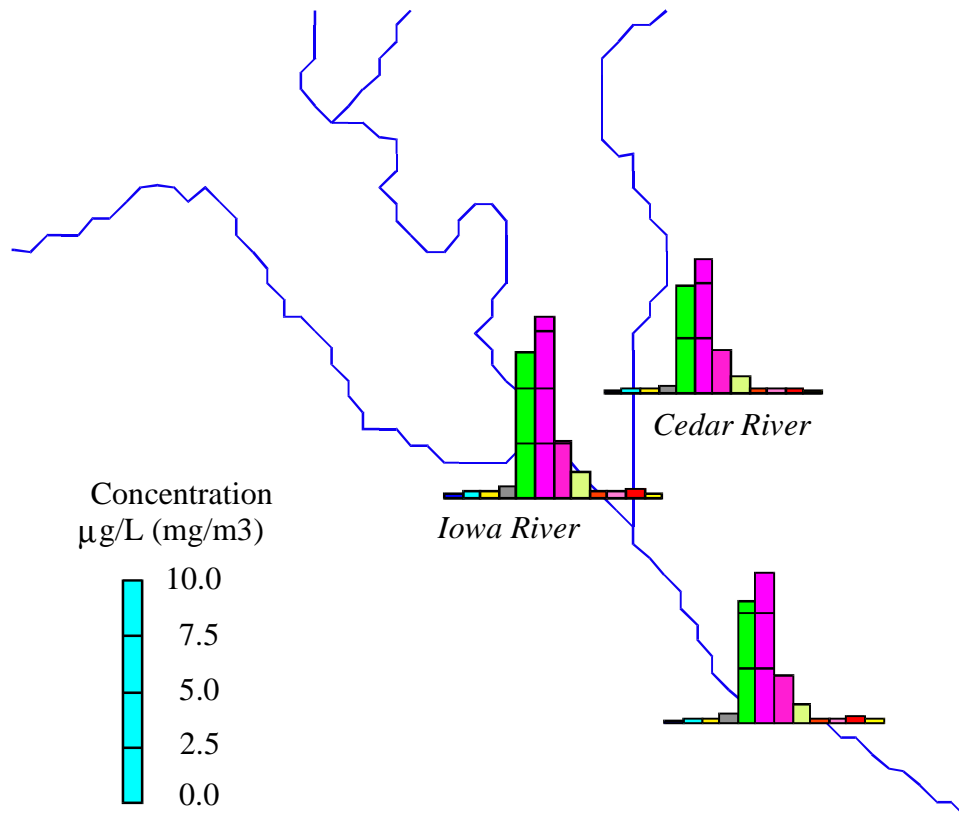 Cedar River
Iowa River
Concentration
μg/L (mg/m3)
10.0
7.5
5.0
2.5
0.0